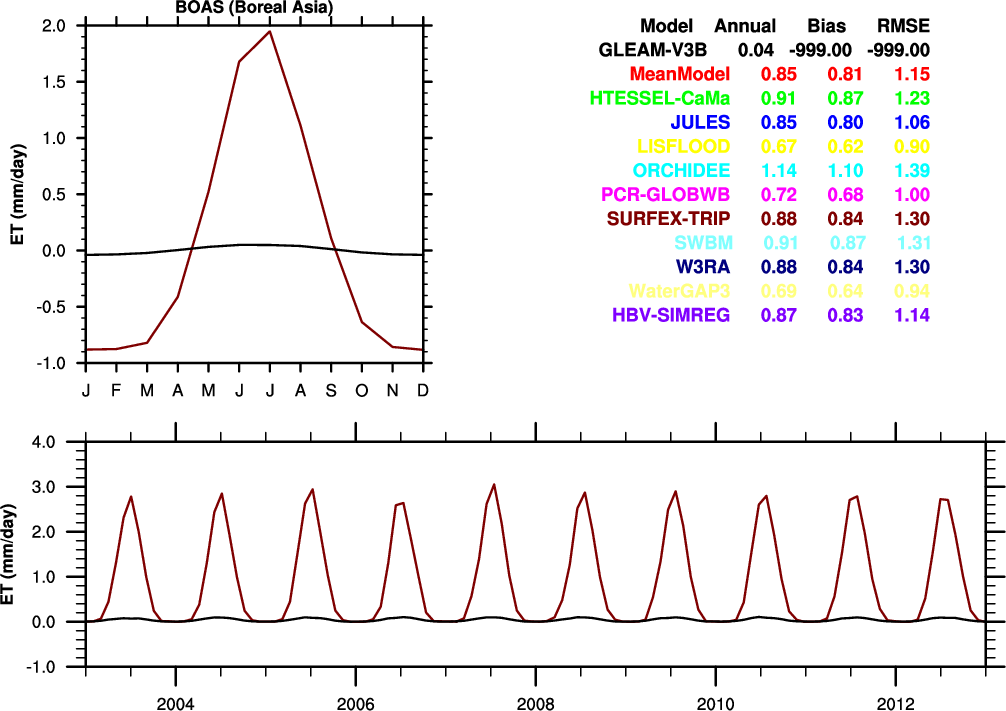 BOAS (Boreal Asia)
2.0
1.5
1.0
0.5
0.0
-0.5
-1.0
ET (mm/day)
J F M A M J J A S O N D
Model Annual Bias RMSE
GLEAM-V3B 0.04 -999.00 -999.00
MeanModel 0.85 0.81 1.15
HTESSEL-CaMa 0.91 0.87 1.23
JULES 0.85 0.80 1.06
LISFLOOD 0.67 0.62 0.90
ORCHIDEE 1.14 1.10 1.39
PCR-GLOBWB 0.72 0.68 1.00
SURFEX-TRIP 0.88 0.84 1.30
SWBM 0.91 0.87 1.31
W3RA 0.88 0.84 1.30
WaterGAP3 0.69 0.64 0.94
HBV-SIMREG 0.87 0.83 1.14
4.0
3.0
2.0
1.0
0.0
-1.0
ET (mm/day)
2004 2006 2008 2010 2012